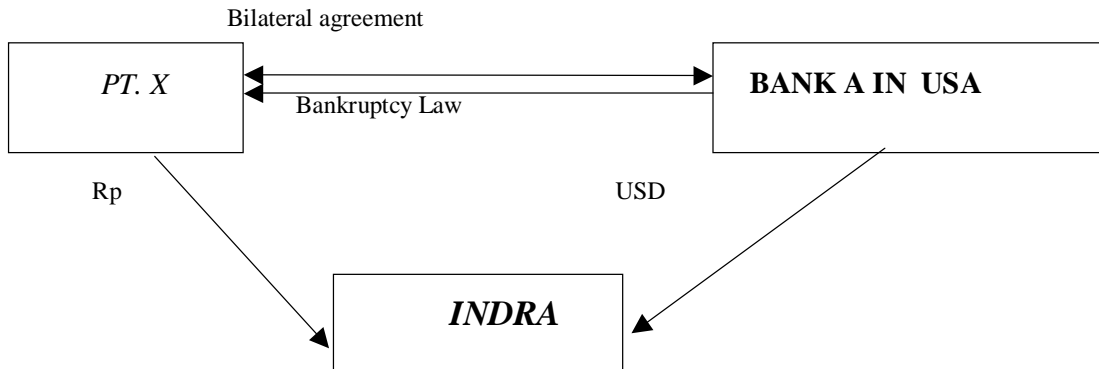 Bilateral agreement
PT. X
BANK A IN USA
Bankruptcy Law
Rp
USD
INDRA